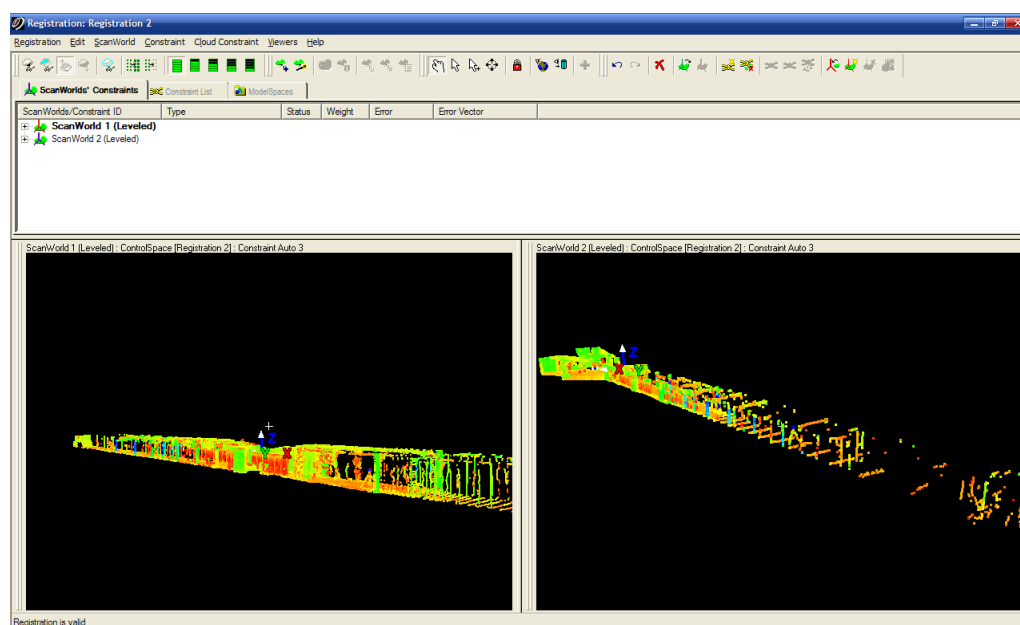 Registration: Registration 2
Registration Edit ScanWorld Constraint Cloud Constraint Viewers Help
ScanWorlds' Constraints Constraint List ModelSpaces
ScanWorlds/Constraint ID Type Status Weight Error Error Vector
ScanWorld 1 (Leveled)
ScanWorld 2 (Leveled)
ScanWorld 1 (Leveled) : ControlSpace [Registration 2] : Constraint Auto 3 ScanWorld 2 (Leveled) : ControlSpace [Registration 2] : Constraint Auto 3
Z X Y
Z
Y X
Registration is valid